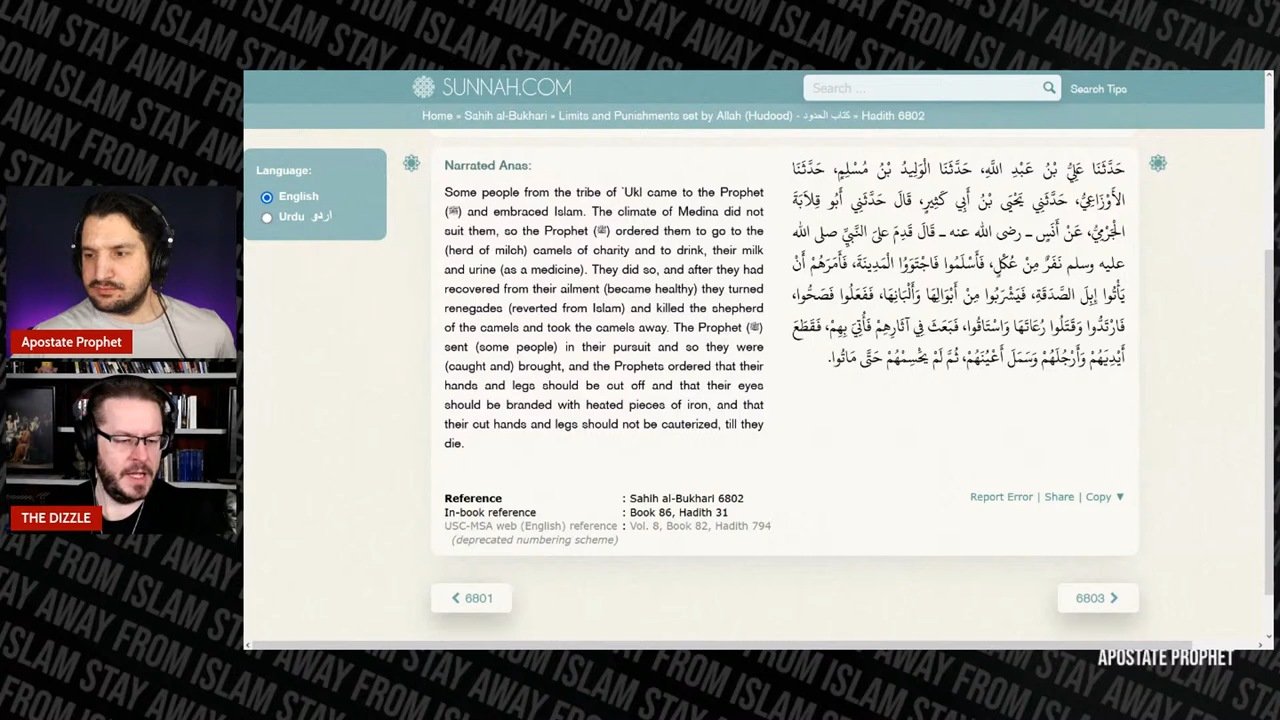 SUNNAH.COM
Search ...
Search Tips
Home » Sahih al-Bukhari » Limits and Punishments set by Allah (Hudood) - كتاب الحدود » Hadith 6802
Language:
English
Urdu اردو
Narrated Anas:
Some people from the tribe of `Ukl came to the Prophet
(ﷺ) and embraced Islam. The climate of Medina did not
suit them, so the Prophet (ﷺ) ordered them to go to the
(herd of milch) camels of charity and to drink, their milk
and urine (as a medicine). They did so, and after they had
recovered from their ailment (became healthy) they turned
renegades (reverted from Islam) and killed the shepherd
of the camels and took the camels away. The Prophet (ﷺ)
sent (some people) in their pursuit and so they were
(caught and) brought, and the Prophets ordered that their
hands and legs should be cut off and that their eyes
should be branded with heated pieces of iron, and that
their cut hands and legs should not be cauterized, till they
die.
حَدَّثَنَا عَلِيُّ بْنُ عَبْدِ اللَّهِ، حَدَّثَنَا الْوَلِيدُ بْنُ مُسْلِمٍ، حَدَّثَنَا
الأَوْزَاعِيُّ، حَدَّثَنِي يَحْيَى بْنُ أَبِي كَثِيرٍ، قَالَ حَدَّثَنِي أَبُو قِلاَبَةَ
الْجَرْمِيُّ، عَنْ أَنَسٍ ـ رضى الله عنه ـ قَالَ قَدِمَ عَلَى النَّبِيِّ صلى الله
عليه وسلم نَفَرٌ مِنْ عُكْلٍ، فَأَسْلَمُوا فَاجْتَوَوُا الْمَدِينَةَ، فَأَمَرَهُمْ أَنْ
يَأْتُوا إِبِلَ الصَّدَقَةِ، فَيَشْرَبُوا مِنْ أَبْوَالِهَا وَأَلْبَانِهَا، فَفَعَلُوا فَصَحُّوا،
فَارْتَدُّوا وَقَتَلُوا رُعَاتَهَا وَاسْتَاقُوا، فَبَعَثَ فِي آثَارِهِمْ فَأُتِيَ بِهِمْ، فَقَطَعَ
أَيْدِيَهُمْ وَأَرْجُلَهُمْ وَسَمَلَ أَعْيُنَهُمْ، ثُمَّ لَمْ يَحْسِمْهُمْ حَتَّى مَاتُوا.
Reference : Sahih al-Bukhari 6802
In-book reference : Book 86, Hadith 31
USC-MSA web (English) reference : Vol. 8, Book 82, Hadith 794
(deprecated numbering scheme)
Report Error | Share | Copy ▼
6801
6803
Apostate Prophet
THE DIZZLE
APOSTATE PROPHET
STAY AWAY FROM ISLAM